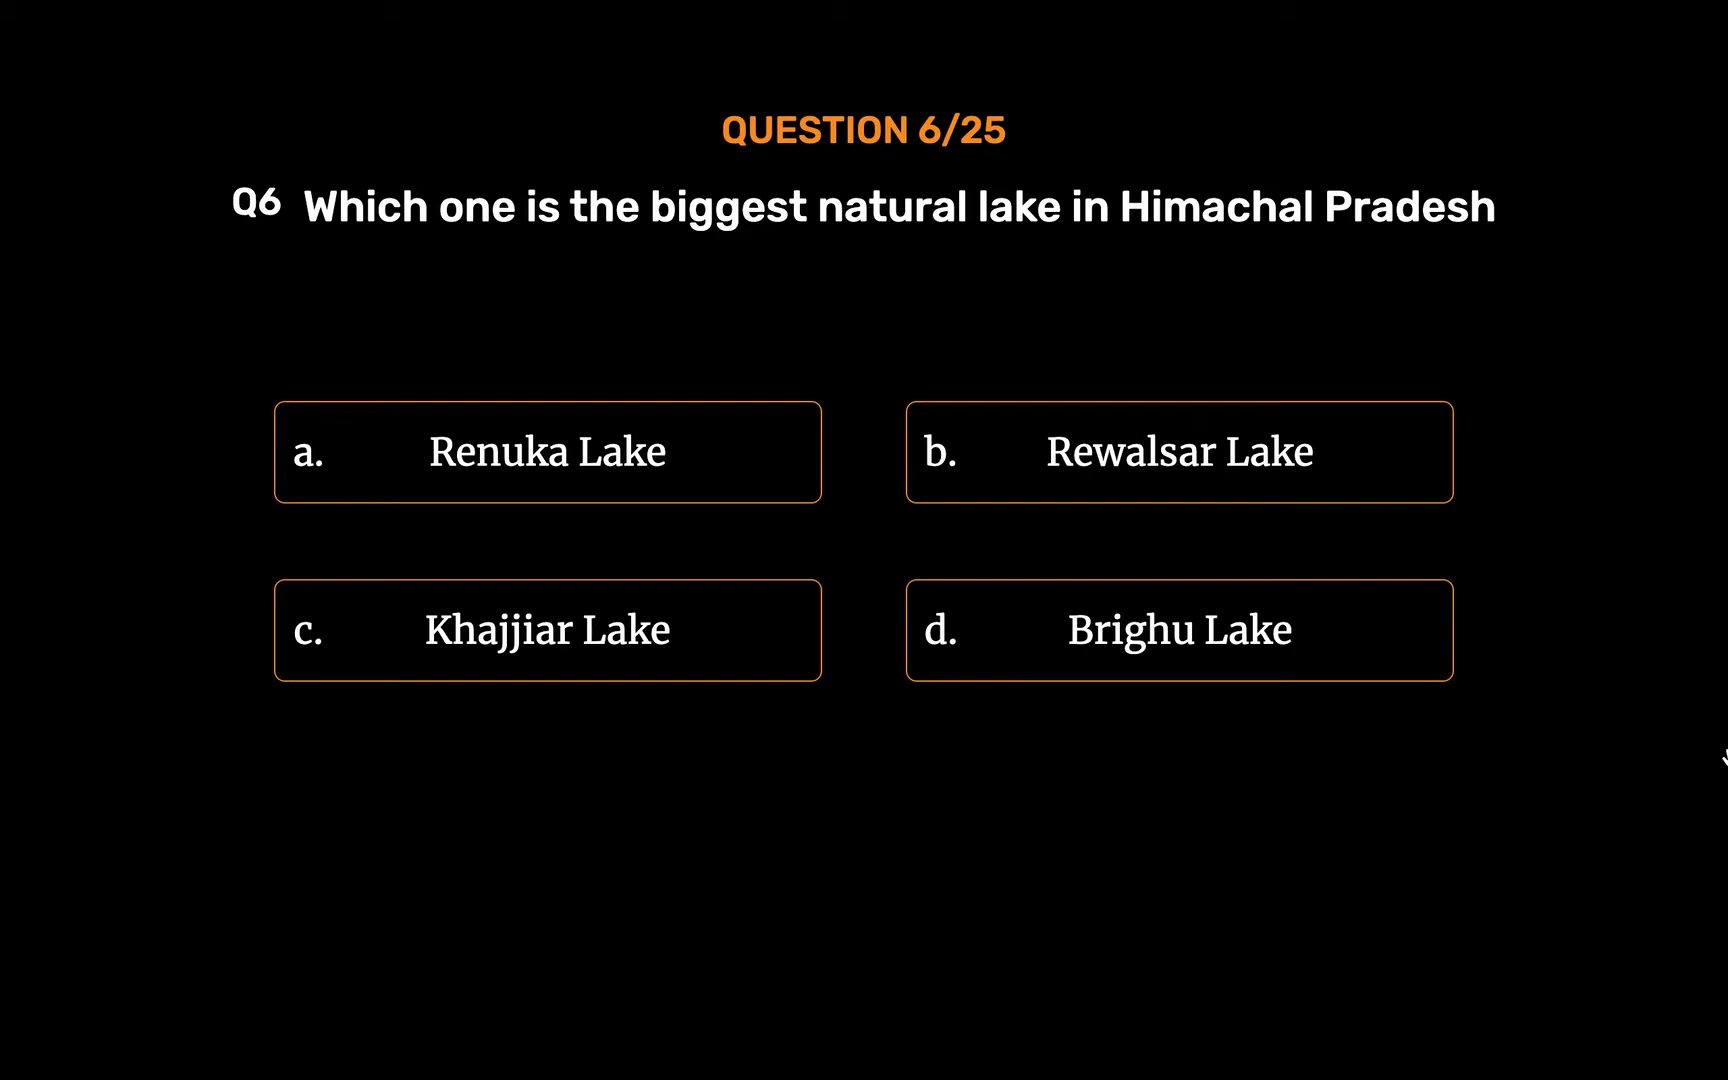 QUESTION 6/25
Q6 Which one is the biggest natural lake in Himachal Pradesh
a. Renuka Lake
b. Rewalsar Lake
c. Khajjiar Lake
d. Brighu Lake